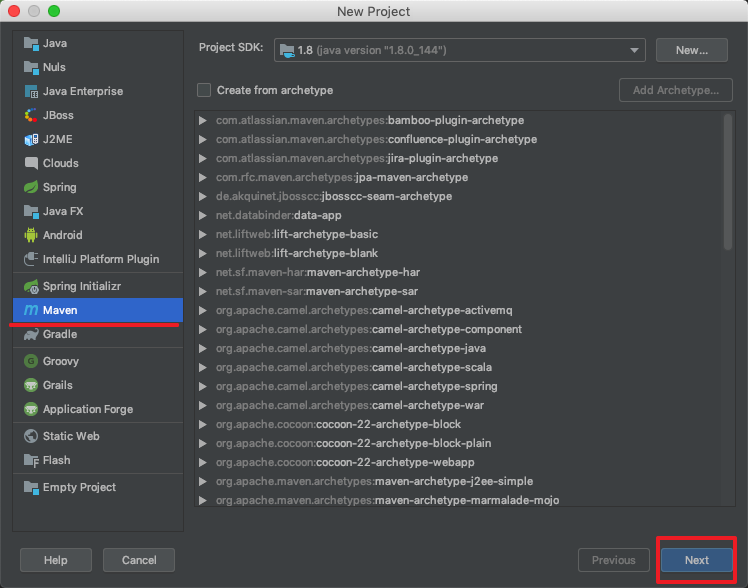 New Project
Java
Nuls
Java Enterprise
JBoss
J2ME
Clouds
Spring
Java FX
Android
IntelliJ Platform Plugin
Spring Initializr
Maven
Gradle
Groovy
Grails
Application Forge
Static Web
Flash
Empty Project
Project SDK: 1.8 (java version "1.8.0_144") New...
Create from archetype Add Archetype...
com.atlassian.maven.archetypes:bamboo-plugin-archetype
com.atlassian.maven.archetypes:confluence-plugin-archetype
com.atlassian.maven.archetypes:jira-plugin-archetype
com.rfc.maven.archetypes:jpa-maven-archetype
de.akquinet.jbosscc:jbosscc-seam-archetype
net.databinder:data-app
net.liftweb:lift-archetype-basic
net.liftweb:lift-archetype-blank
net.sf.maven-har:maven-archetype-har
net.sf.maven-sar:maven-archetype-sar
org.apache.camel.archetypes:camel-archetype-activemq
org.apache.camel.archetypes:camel-archetype-component
org.apache.camel.archetypes:camel-archetype-java
org.apache.camel.archetypes:camel-archetype-scala
org.apache.camel.archetypes:camel-archetype-spring
org.apache.camel.archetypes:camel-archetype-war
org.apache.cocoon:cocoon-22-archetype-block
org.apache.cocoon:cocoon-22-archetype-block-plain
org.apache.cocoon:cocoon-22-archetype-webapp
org.apache.maven.archetypes:maven-archetype-j2ee-simple
org.apache.maven.archetypes:maven-archetype-marmalade-mojo
Help Cancel Previous Next